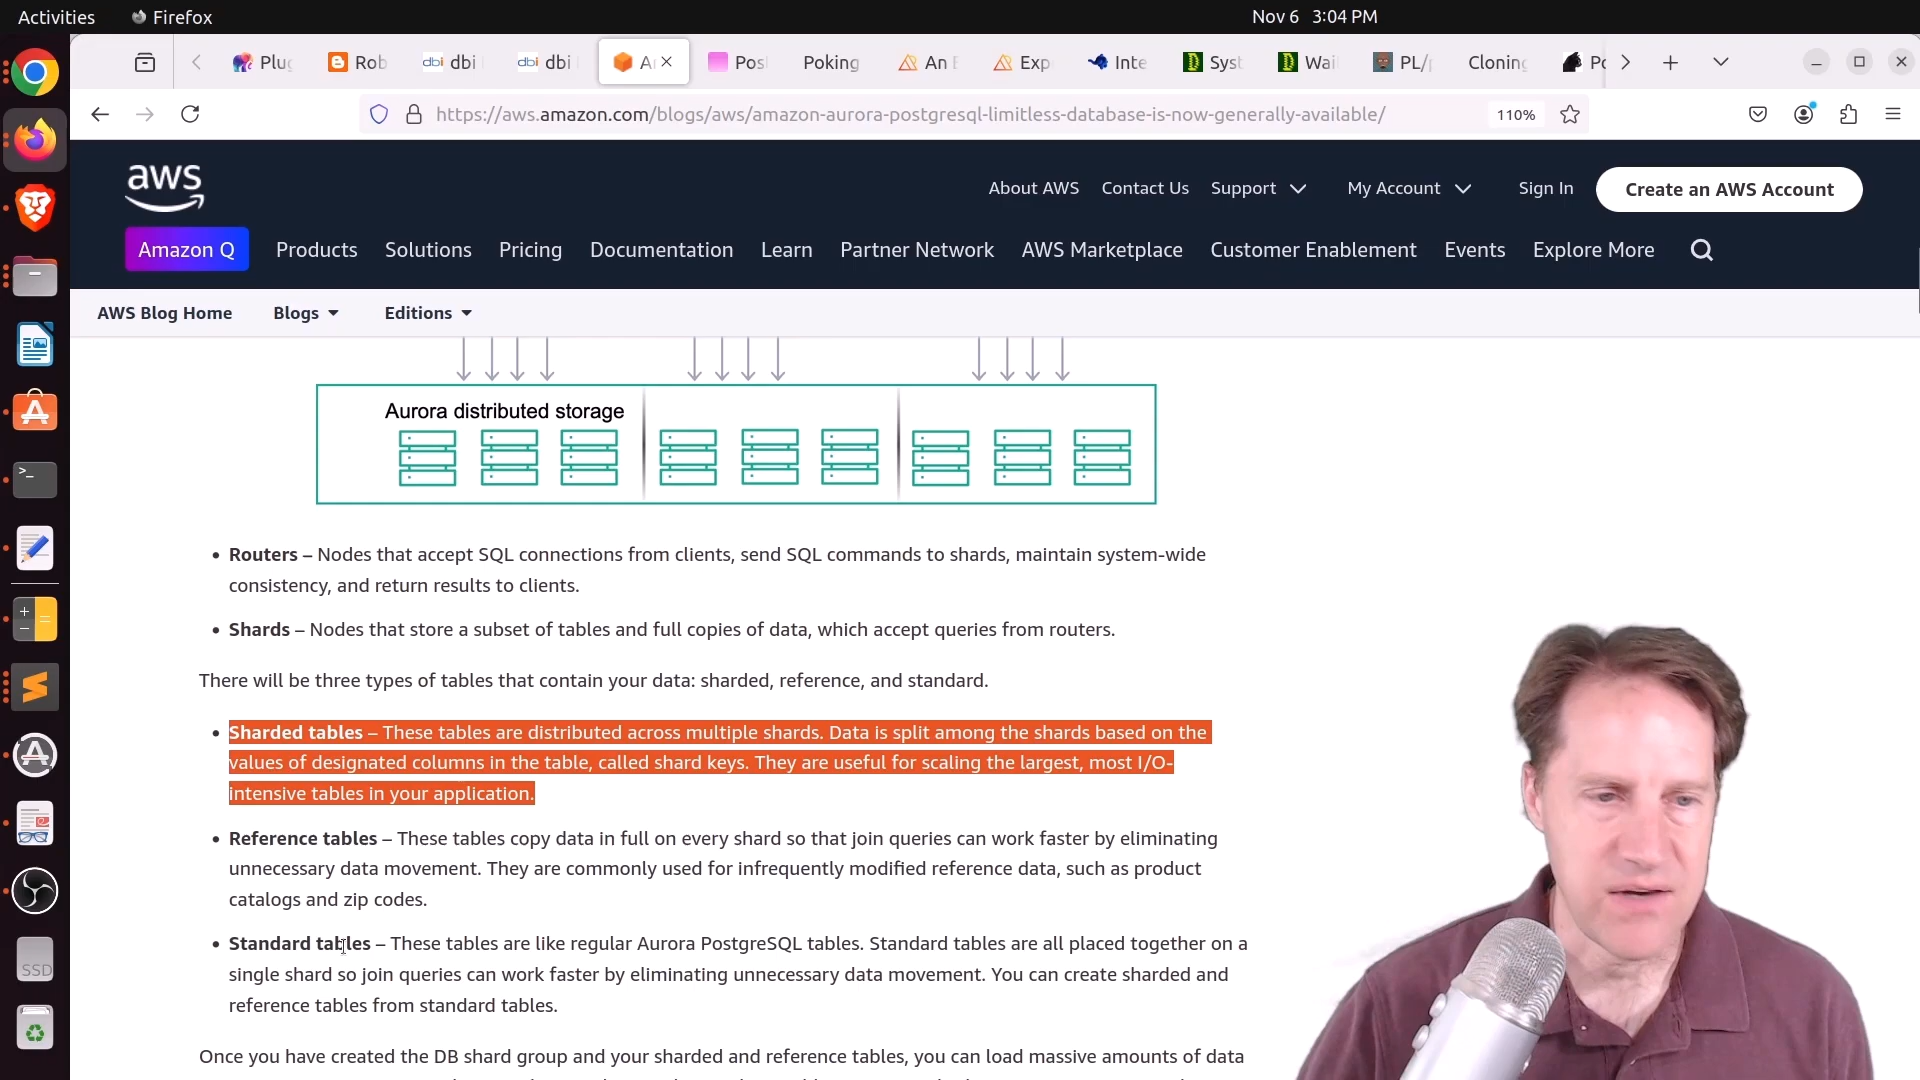 Activities
Firefox
Nov 6 3:04 PM
Plug
Rob
dbi
dbi
A
Post
Poking
An E
Exp
Inte
Syst
Wai
PL/p
Cloning
Po
https://aws.amazon.com/blogs/aws/amazon-aurora-postgresql-limitless-database-is-now-generally-available/
110%
aws
About AWS
Contact Us
Support
My Account
Sign In
Create an AWS Account
Amazon Q
Products
Solutions
Pricing
Documentation
Learn
Partner Network
AWS Marketplace
Customer Enablement
Events
Explore More
AWS Blog Home
Blogs
Editions
Aurora distributed storage
• Routers – Nodes that accept SQL connections from clients, send SQL commands to shards, maintain system-wide
consistency, and return results to clients.
• Shards – Nodes that store a subset of tables and full copies of data, which accept queries from routers.
There will be three types of tables that contain your data: sharded, reference, and standard.
• Sharded tables – These tables are distributed across multiple shards. Data is split among the shards based on the
values of designated columns in the table, called shard keys. They are useful for scaling the largest, most I/O-
intensive tables in your application.
• Reference tables – These tables copy data in full on every shard so that join queries can work faster by eliminating
unnecessary data movement. They are commonly used for infrequently modified reference data, such as product
catalogs and zip codes.
• Standard tables – These tables are like regular Aurora PostgreSQL tables. Standard tables are all placed together on a
single shard so join queries can work faster by eliminating unnecessary data movement. You can create sharded and
reference tables from standard tables.
Once you have created the DB shard group and your sharded and reference tables, you can load massive amounts of data
SSD